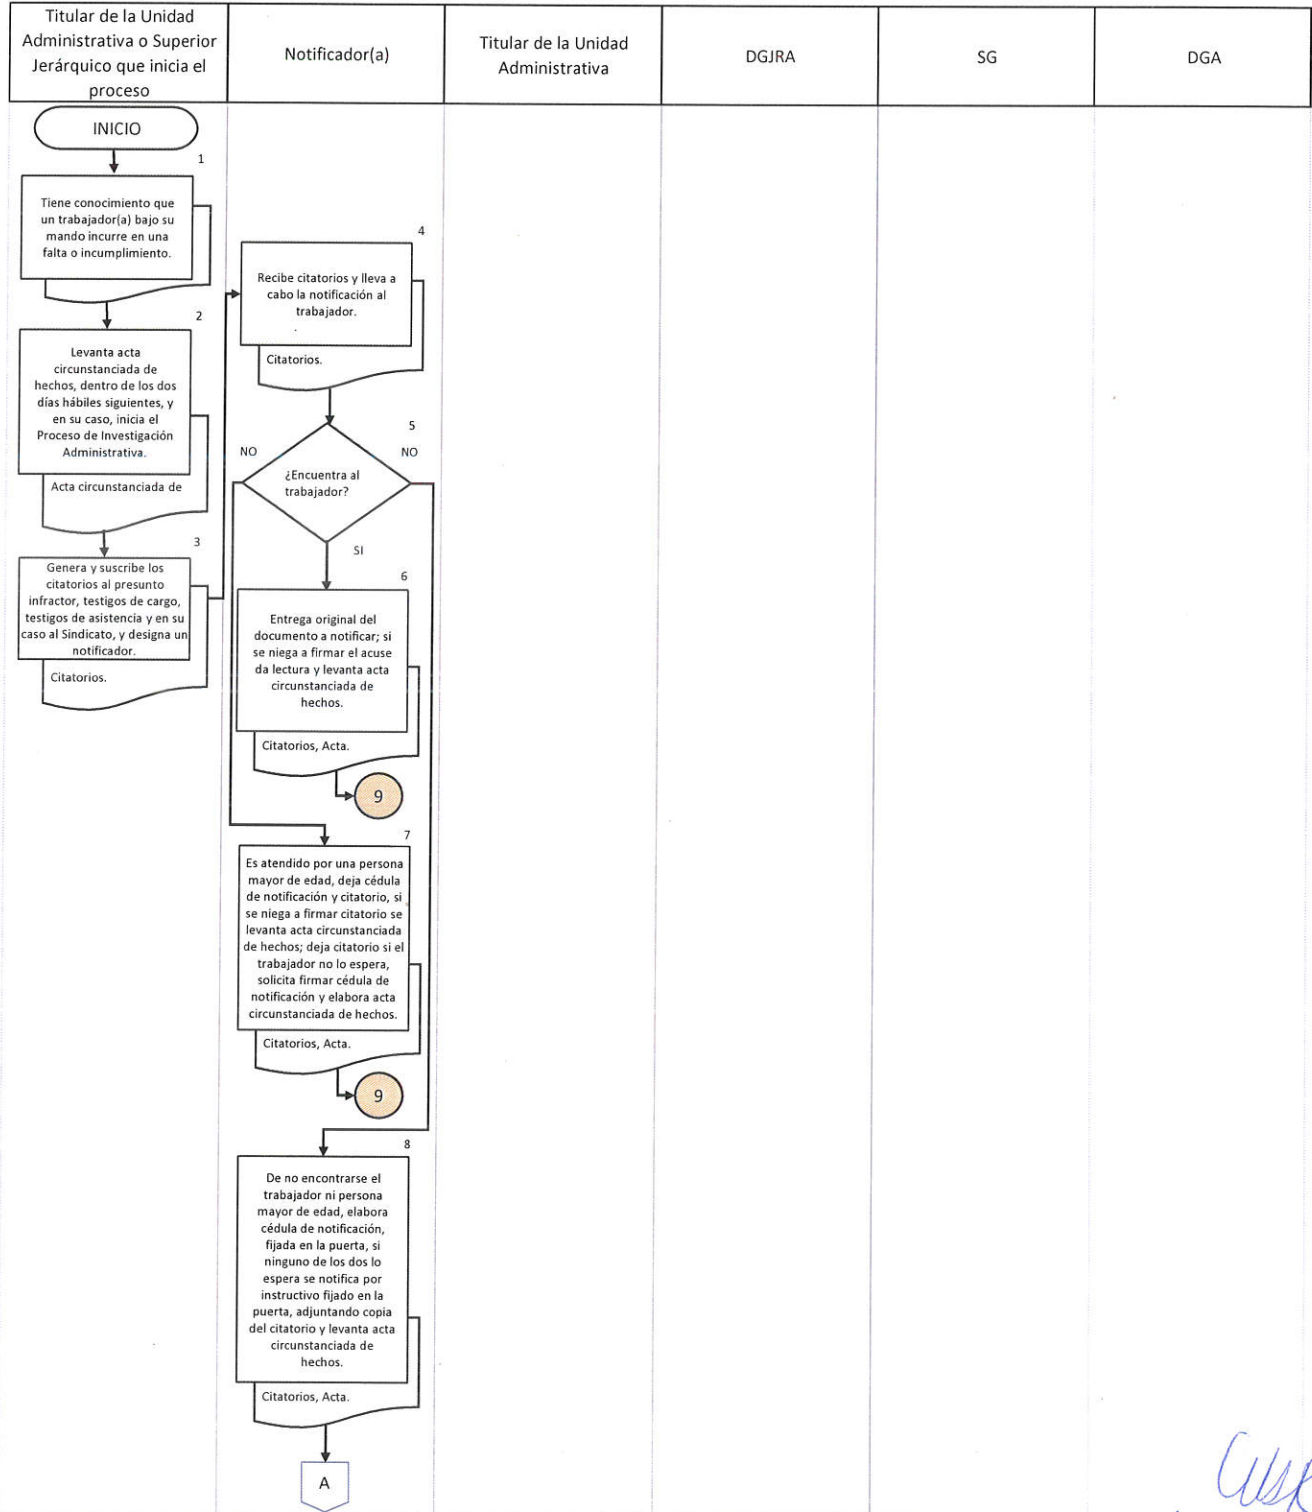 Titular de la Unidad
Administrativa o Superior
Jerárquico que inicia el
proceso
Notificador(a)
Titular de la Unidad
Administrativa
DGJRA
SG
DGA
INICIO
1
Tiene conocimiento que
un trabajador(a) bajo su
mando incurre en una
falta o incumplimiento.
2
Levanta acta
circunstanciada de
hechos, dentro de los dos
días hábiles siguientes, y
en su caso, inicia el
Proceso de Investigación
Administrativa.
Acta circunstanciada de
3
Genera y suscribe los
citatorios al presunto
infractor, testigos de cargo,
testigos de asistencia y en su
caso al Sindicato, y designa un
notificador.
Citatorios.
4
Recibe citatorios y lleva a
cabo la notificación al
trabajador.
Citatorios.
5
NO
NO
¿Encuentra al
trabajador?
SI
6
Entrega original del
documento a notificar; si
se niega a firmar el acuse
da lectura y levanta acta
circunstanciada de
hechos.
Citatorios, Acta.
9
7
Es atendido por una persona
mayor de edad, deja cédula
de notificación y citatorio, si
se niega a firmar citatorio se
levanta acta circunstanciada
de hechos; deja citatorio si el
trabajador no lo espera,
solicita firmar cédula de
notificación y elabora acta
circunstanciada de hechos.
Citatorios, Acta.
9
8
De no encontrarse el
trabajador ni persona
mayor de edad, elabora
cédula de notificación,
fijada en la puerta, si
ninguno de los dos lo
espera se notifica por
instructivo fijado en la
puerta, adjuntando copia
del citatorio y levanta acta
circunstanciada de
hechos.
Citatorios, Acta.
A